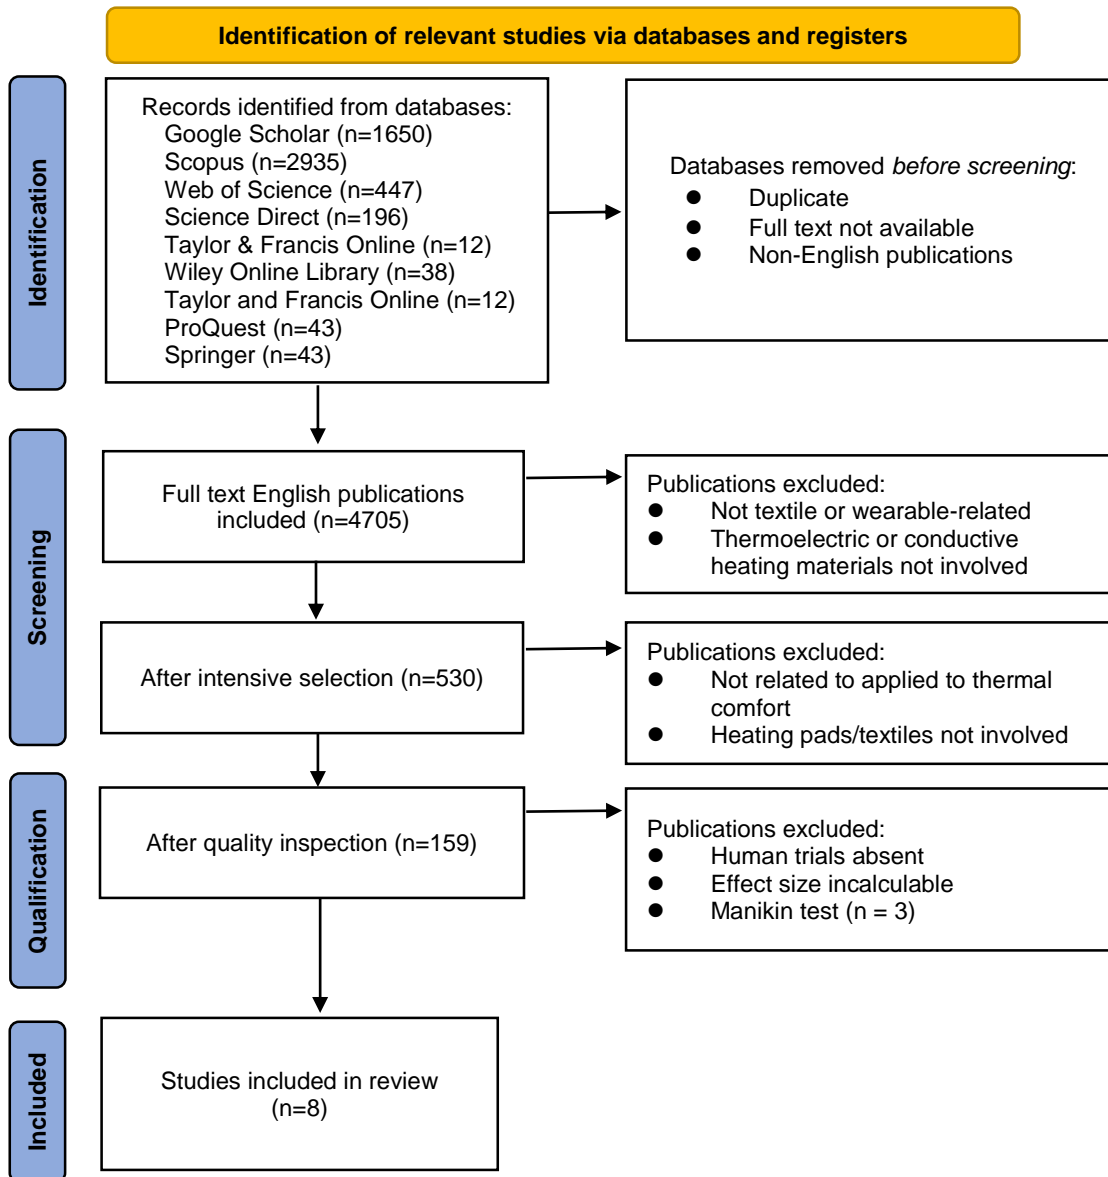 Identification of relevant studies via databases and registers
Identification
Records identified from databases:
Google Scholar (n=1650)
Scopus (n=2935)
Web of Science (n=447)
Science Direct (n=196)
Taylor & Francis Online (n=12)
Wiley Online Library (n=38)
Taylor and Francis Online (n=12)
ProQuest (n=43)
Springer (n=43)
Databases removed before screening:
● Duplicate
● Full text not available
● Non-English publications
Screening
Full text English publications
included (n=4705)
Publications excluded:
● Not textile or wearable-related
● Thermoelectric or conductive
heating materials not involved
After intensive selection (n=530)
Publications excluded:
● Not related to applied to thermal
comfort
● Heating pads/textiles not involved
Qualification
After quality inspection (n=159)
Publications excluded:
● Human trials absent
● Effect size incalculable
● Manikin test (n = 3)
Included
Studies included in review
(n=8)